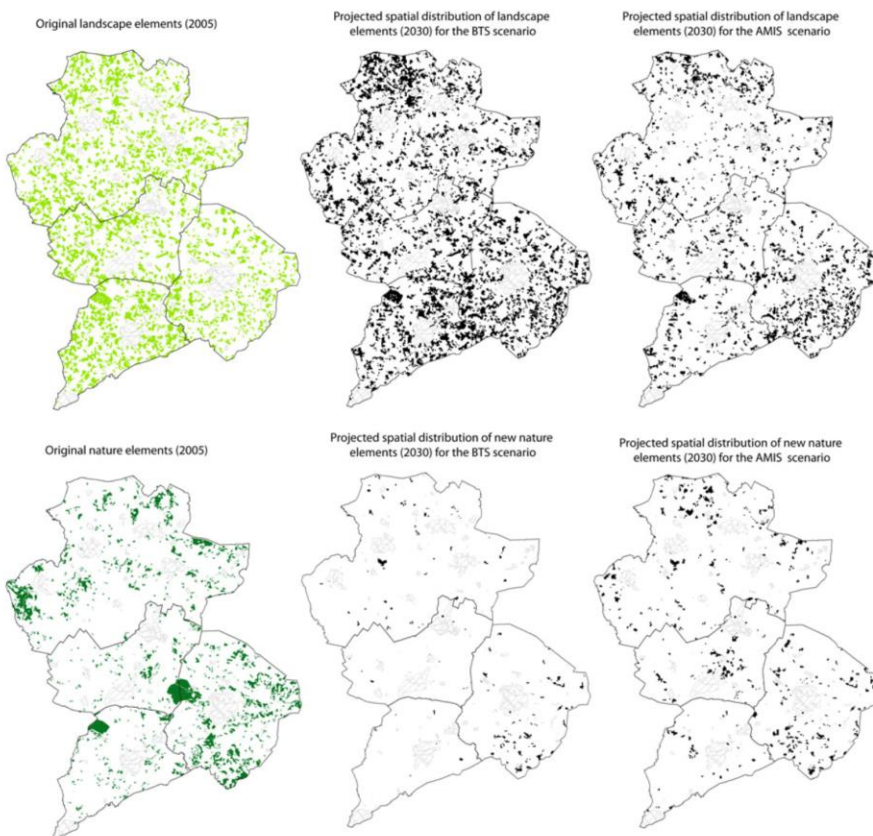 Original landscape elements (2005)
Projected spatial distribution of landscape
elements (2030) for the BTS scenario
Projected spatial distribution of landscape
elements (2030) for the AMIS scenario
Original nature elements (2005)
Projected spatial distribution of new nature
elements (2030) for the BTS scenario
Projected spatial distribution of new nature
elements (2030) for the AMIS scenario